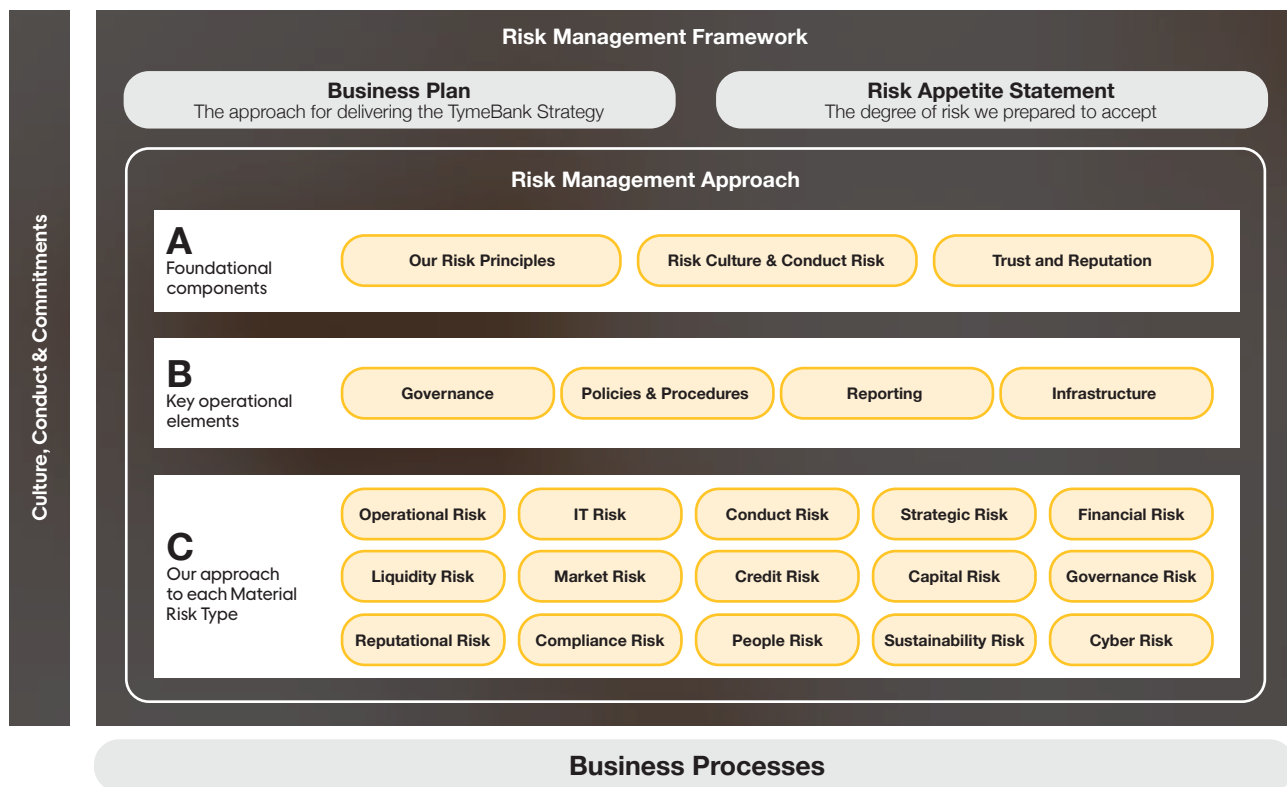 Culture, Conduct & Commitments
Risk Management Framework
Business Plan
The approach for delivering the TymeBank Strategy
Risk Appetite Statement
The degree of risk we prepared to accept
Risk Management Approach
A
Foundational
components
Our Risk Principles
Risk Culture & Conduct Risk
Trust and Reputation
B
Key operational
elements
Governance
Policies & Procedures
Reporting
Infrastructure
C
Our approach
to each Material
Risk Type
Operational Risk
IT Risk
Conduct Risk
Strategic Risk
Financial Risk
Liquidity Risk
Market Risk
Credit Risk
Capital Risk
Governance Risk
Reputational Risk
Compliance Risk
People Risk
Sustainability Risk
Cyber Risk
Business Processes